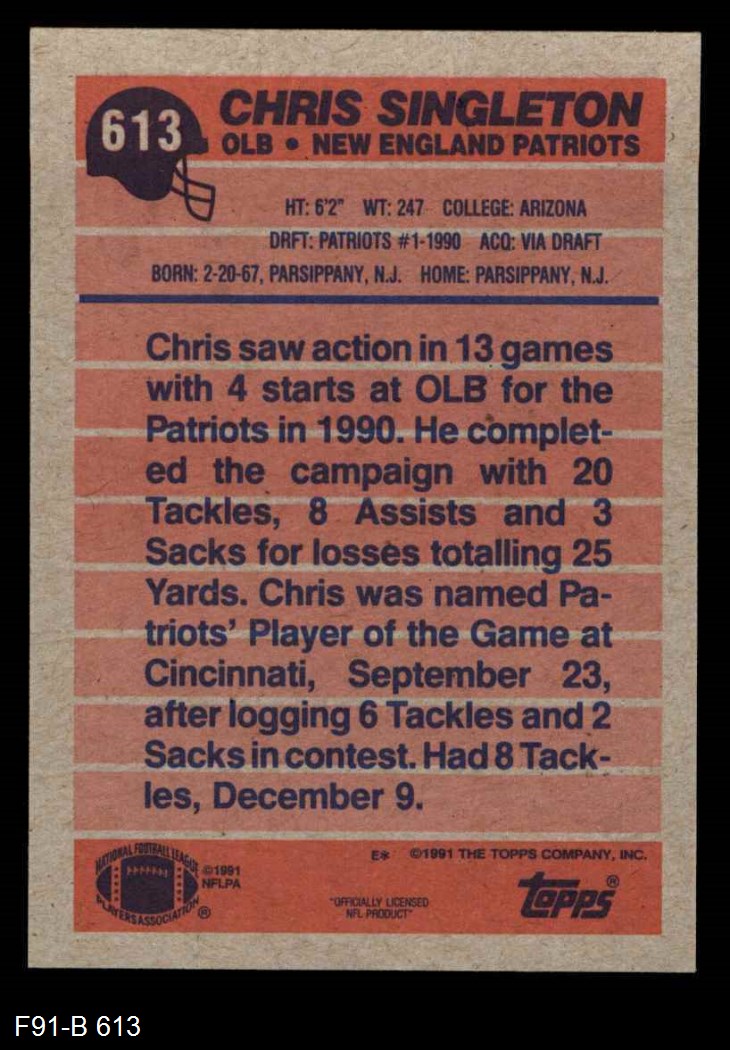 613
CHRIS SINGLETON
OLB • NEW ENGLAND PATRIOTS
HT: 6'2" WT: 247 COLLEGE: ARIZONA
DRFT: PATRIOTS #1-1990 ACQ: VIA DRAFT
BORN: 2-20-67, PARSIPPANY, N.J. HOME: PARSIPPANY, N.J.
Chris saw action in 13 games
with 4 starts at OLB for the
Patriots in 1990. He complet-
ed the campaign with 20
Tackles, 8 Assists and 3
Sacks for losses totalling 25
Yards. Chris was named Pa-
triots' Player of the Game at
Cincinnati, September 23,
after logging 6 Tackles and 2
Sacks in contest. Had 8 Tack-
les, December 9.
NATIONAL FOOTBALL LEAGUE
PLAYERS ASSOCIATION ®
©1991
NFLPA
E* ©1991 THE TOPPS COMPANY, INC.
"OFFICIALLY LICENSED
NFL PRODUCT"
topps®
F91-B 613